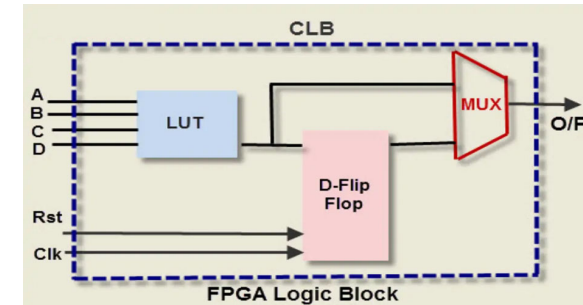 CLB
A
B
C
D
LUT
MUX
O/P
D-Flip
Flop
Rst
Clk
FPGA Logic Block